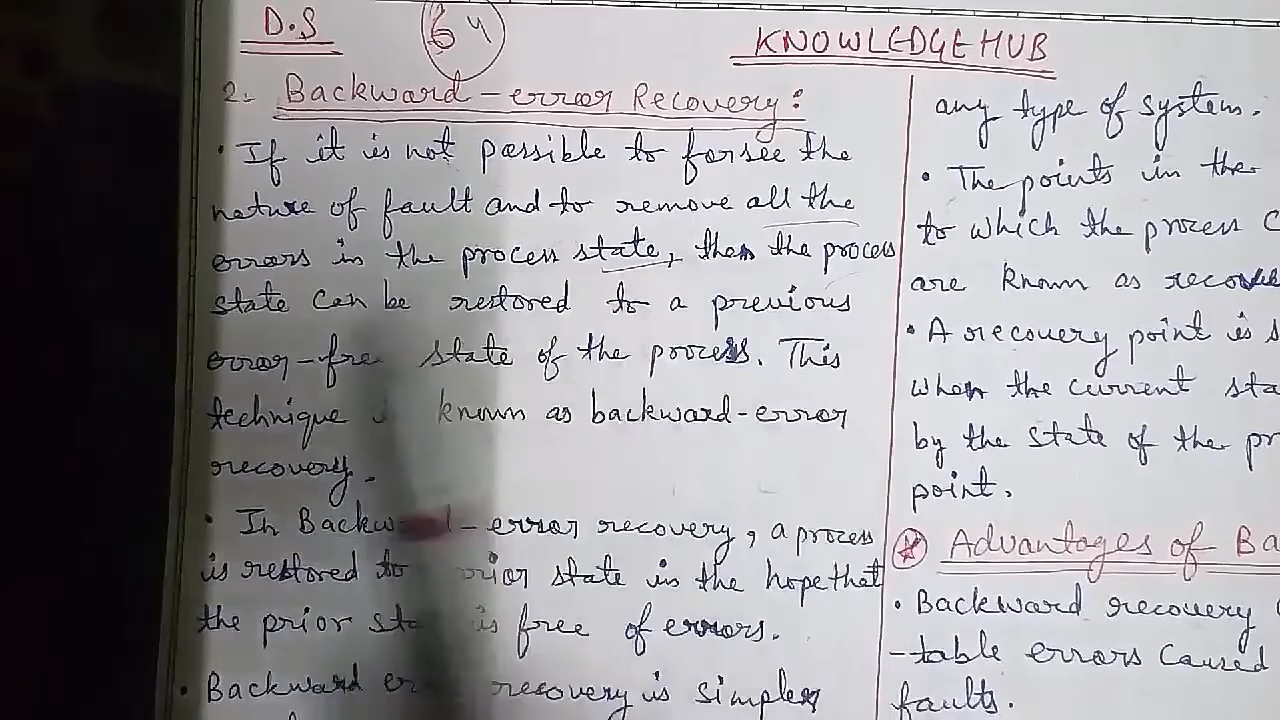 D.S
64
KNOWLEDGE HUB
2. Backward-error Recovery:
• If it is not possible to forsee the
nature of fault and to remove all the
errors in the process state, then the process
state can be restored to a previous
error-free state of the process. This
technique known as backward-error
recovery.
• In Backward-error recovery, a process
is restored to prior state in the hope that
the prior state is free of errors.
• Backward error recovery is simpler
any type of system.
• The points in the
to which the process
are known as
• A recovery point is
when the current
by the state of the
point.
Advantages of
• Backward recovery
-table errors caused
faults.